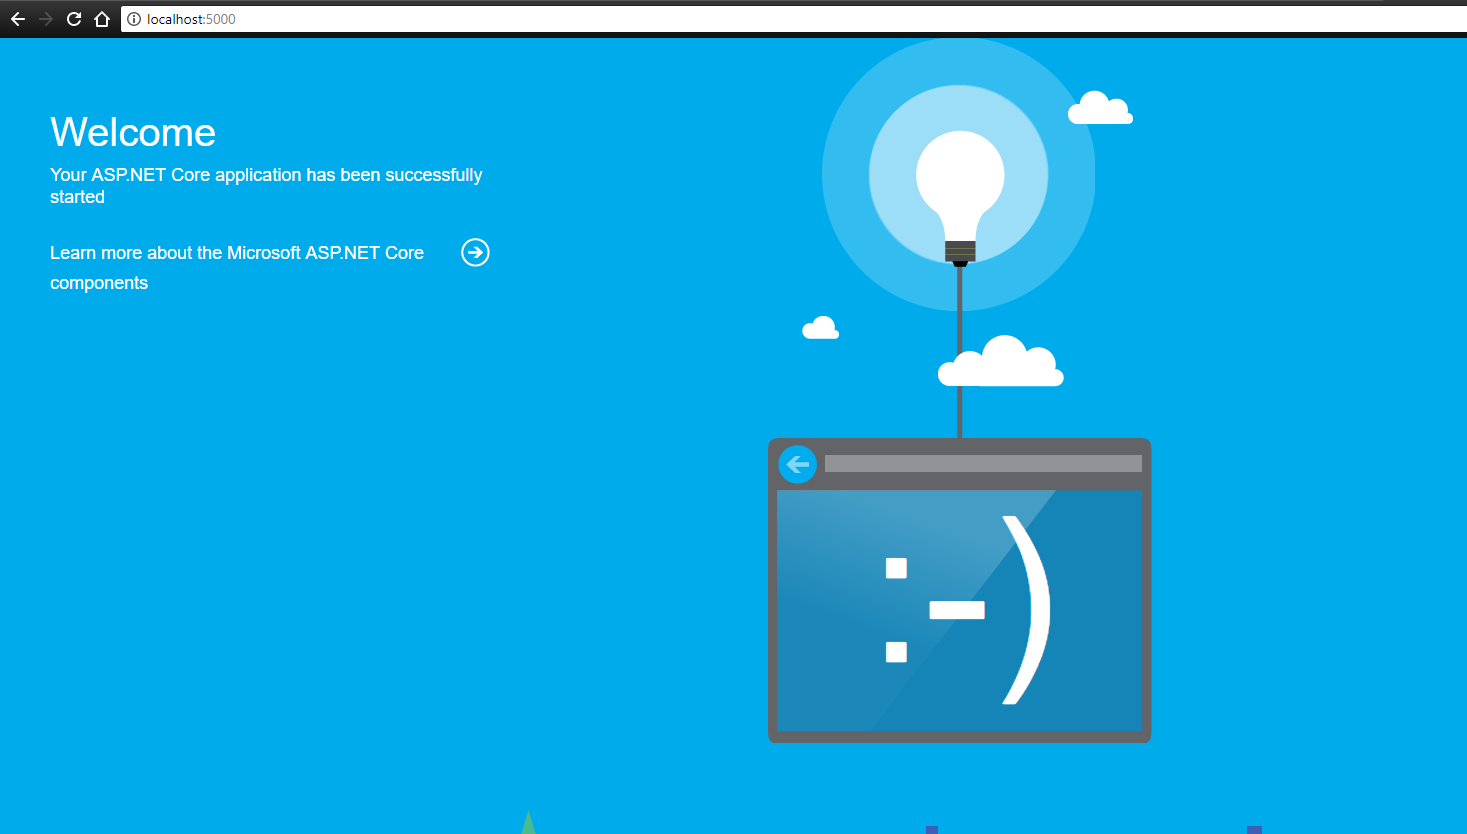 localhost:5000
Welcome
Your ASP.NET Core application has been successfully
started
Learn more about the Microsoft ASP.NET Core
components
:-)